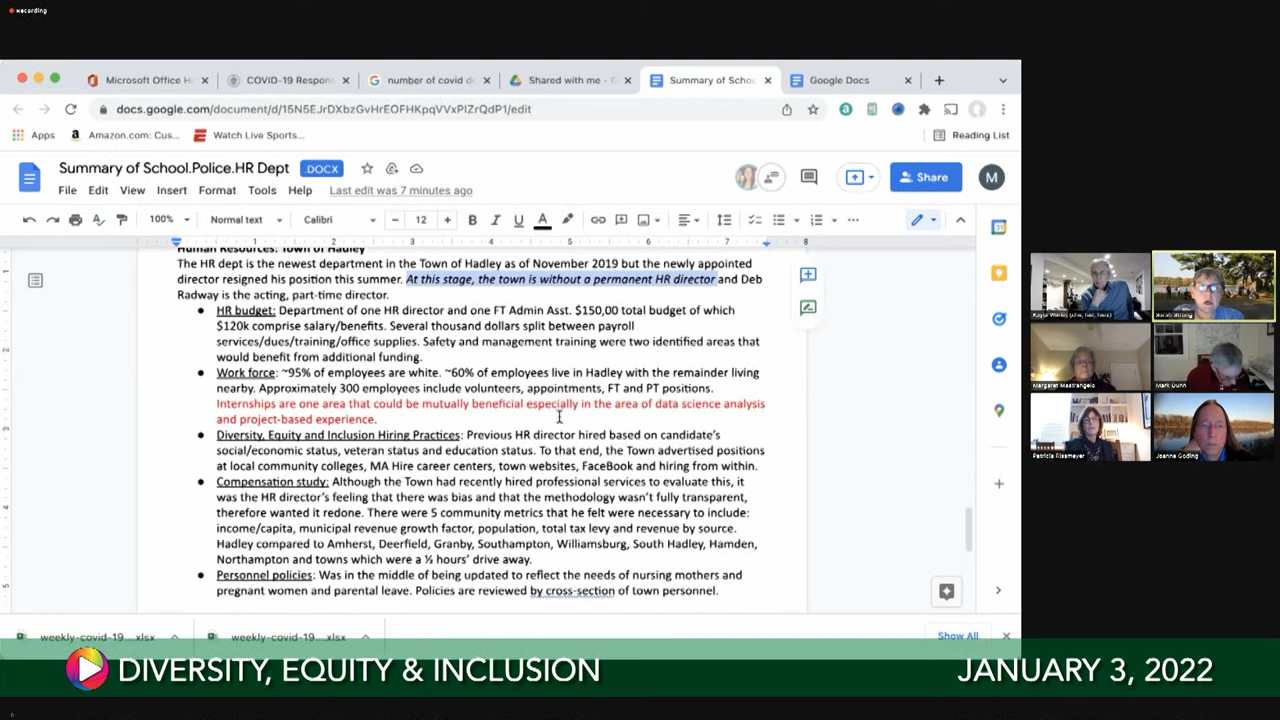 Recording
Microsoft Office H
COVID-19 Respon
number of covid d
Shared with me - G
Summary of Schoo
Google Docs
docs.google.com/document/d/15N5EJrDXbzGvHrEOFHKpqVVxPlZrQdP1/edit
Apps
Amazon.com: Cus...
Watch Live Sports...
Reading List
Summary of School.Police.HR Dept
.DOCX
Share
M
File Edit View Insert Format Tools Help Last edit was 7 minutes ago
100% Normal text Calibri 12 B I U A
1 2 3 4 5 6 7 8
Human Resources: Town of Hadley
The HR dept is the newest department in the Town of Hadley as of November 2019 but the newly appointed
director resigned his position this summer. At this stage, the town is without a permanent HR director and Deb
Radway is the acting, part-time director.
HR budget: Department of one HR director and one FT Admin Asst. $150,00 total budget of which
$120k comprise salary/benefits. Several thousand dollars split between payroll
services/dues/training/office supplies. Safety and management training were two identified areas that
would benefit from additional funding.
Work force: ~95% of employees are white. ~60% of employees live in Hadley with the remainder living
nearby. Approximately 300 employees include volunteers, appointments, FT and PT positions.
Internships are one area that could be mutually beneficial especially in the area of data science analysis
and project-based experience.
Diversity, Equity and Inclusion Hiring Practices: Previous HR director hired based on candidate's
social/economic status, veteran status and education status. To that end, the Town advertised positions
at local community colleges, MA Hire career centers, town websites, FaceBook and hiring from within.
Compensation study: Although the Town had recently hired professional services to evaluate this, it
was the HR director's feeling that there was bias and that the methodology wasn't fully transparent,
therefore wanted it redone. There were 5 community metrics that he felt were necessary to include:
income/capita, municipal revenue growth factor, population, total tax levy and revenue by source.
Hadley compared to Amherst, Deerfield, Granby, Southampton, Williamsburg, South Hadley, Hamden,
Northampton and towns which were a ½ hours' drive away.
Personnel policies: Was in the middle of being updated to reflect the needs of nursing mothers and
pregnant women and parental leave. Policies are reviewed by cross-section of town personnel.
weekly-covid-19....xlsx
weekly-covid-19....xlsx
Show All
(she, her, hers)
Margaret Mastrangelo
Mark Dunn
Joanne Goding
DIVERSITY, EQUITY & INCLUSION
JANUARY 3, 2022